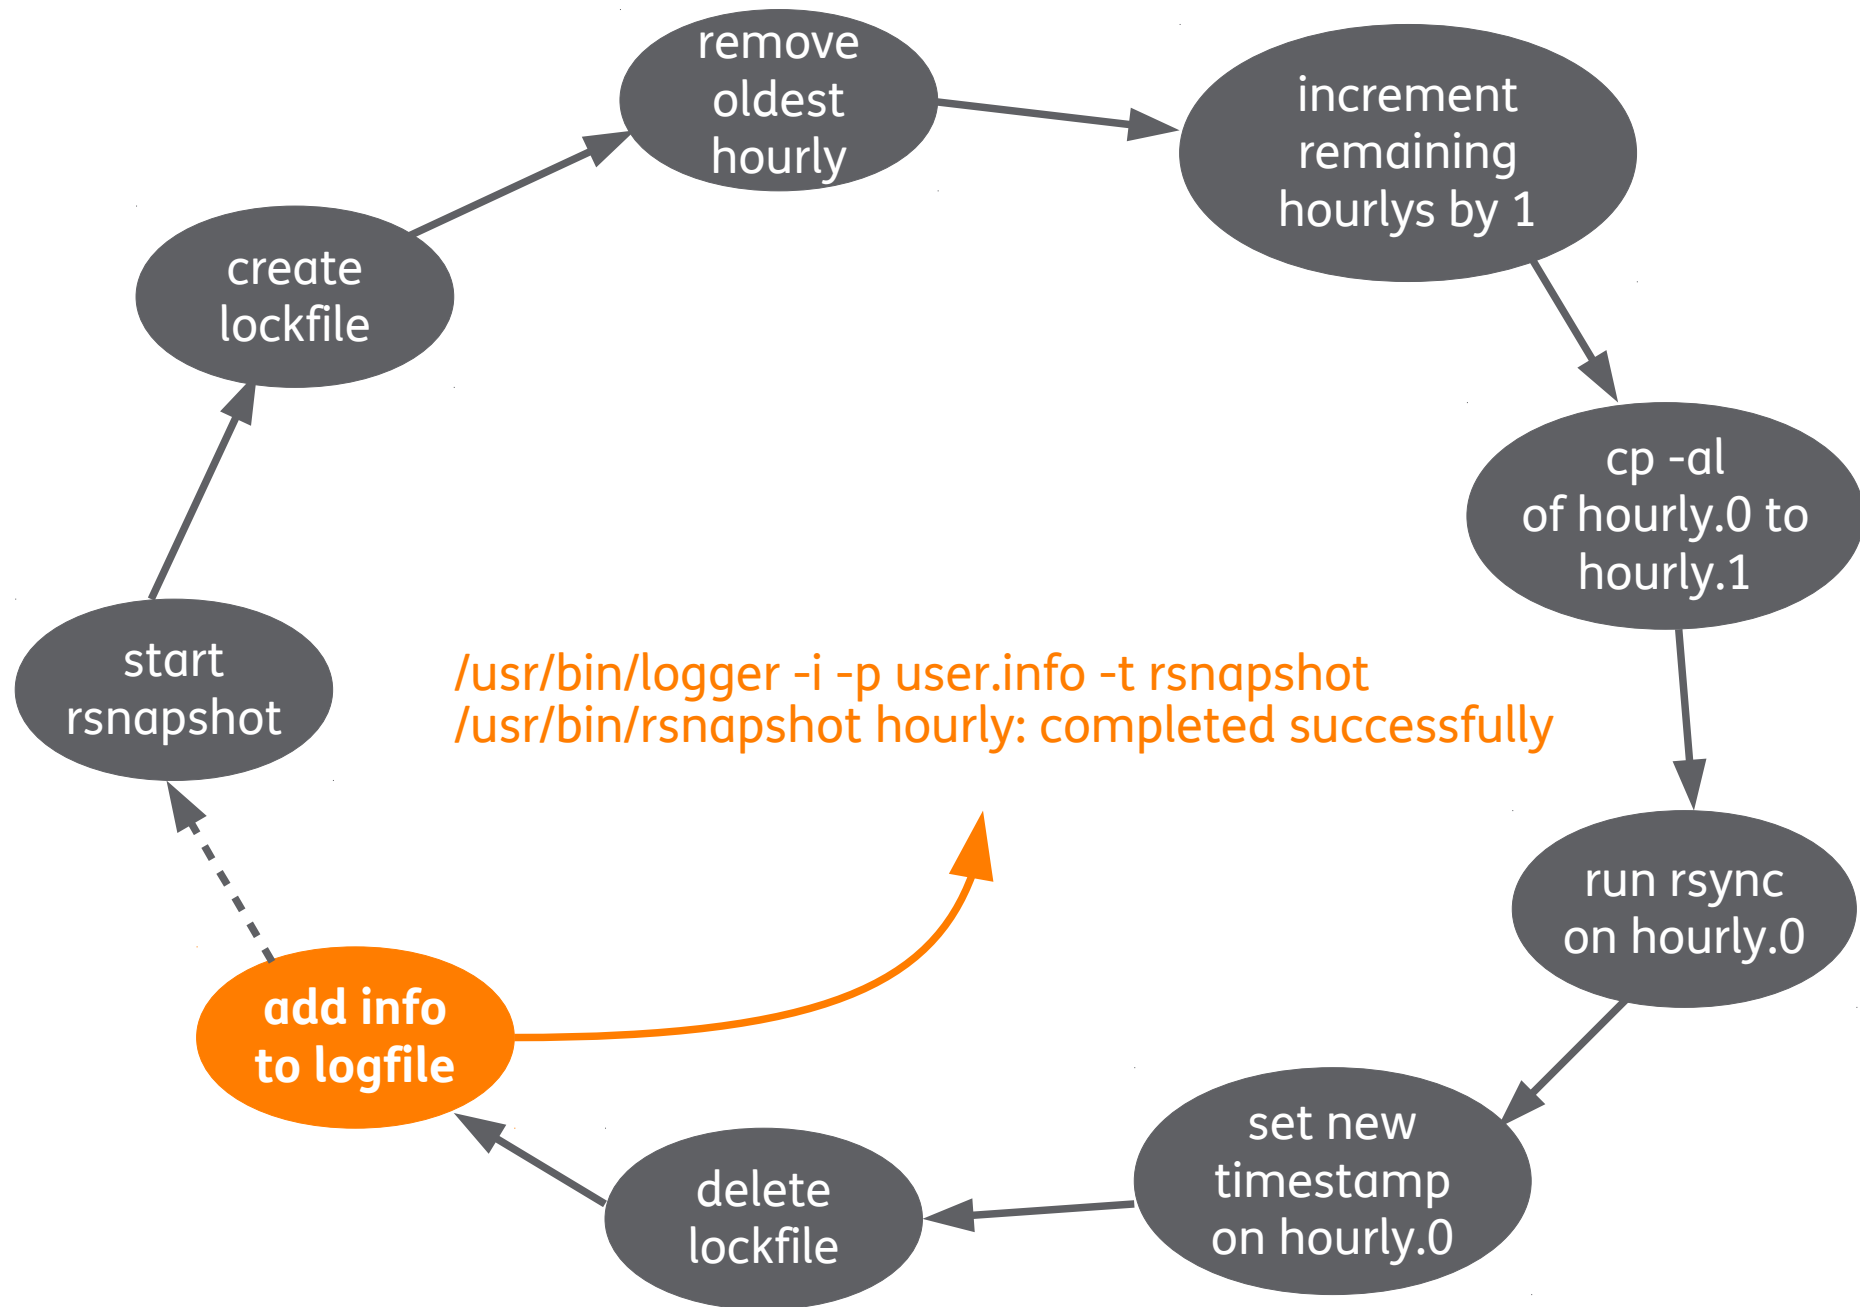 remove
oldest
hourly
increment
remaining
hourlys by 1
create
lockfile
cp -al
of hourly.0 to
hourly.1
start
rsnapshot
/usr/bin/logger -i -p user.info -t rsnapshot
/usr/bin/rsnapshot hourly: completed successfully
run rsync
on hourly.0
add info
to logfile
set new
timestamp
on hourly.0
delete
lockfile